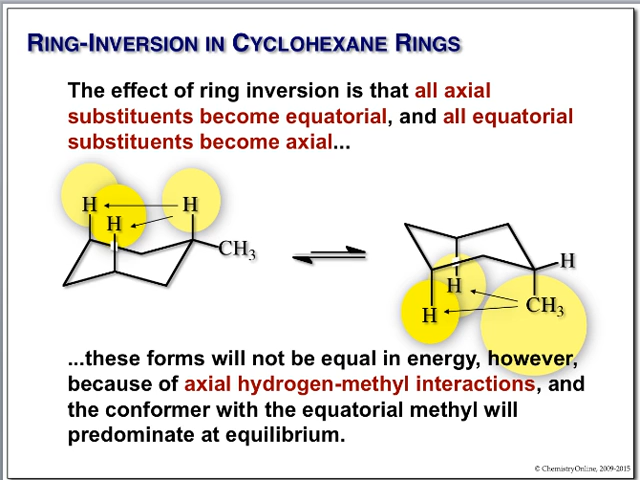 RING-INVERSION IN CYCLOHEXANE RINGS
The effect of ring inversion is that all axial
substituents become equatorial, and all equatorial
substituents become axial...
H H
H
CH3
H
H
CH3
H
...these forms will not be equal in energy, however,
because of axial hydrogen-methyl interactions, and
the conformer with the equatorial methyl will
predominate at equilibrium.
© ChemistryOnline, 2009-2015